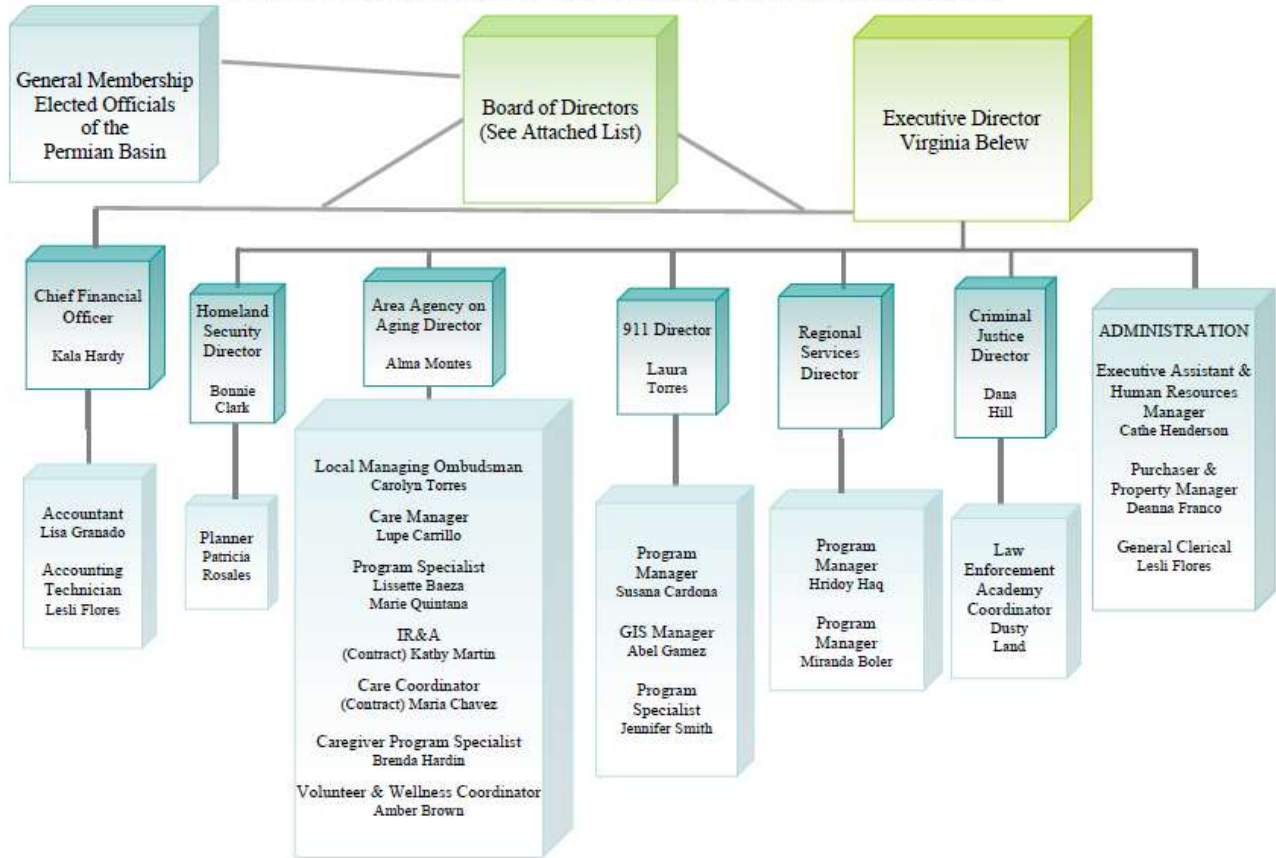 General Membership
Elected Officials
of the
Permian Basin
Board of Directors
(See Attached List)
Executive Director
Virginia Belew
Chief Financial
Officer
Kala Hardy
Homeland
Security
Director
Bonnie
Clark
Area Agency on
Aging Director
Alma Montes
911 Director
Laura
Torres
Regional
Services
Director
Criminal
Justice
Director
Dana
Hill
ADMINISTRATION
Executive Assistant &
Human Resources
Manager
Cathe Henderson
Purchaser &
Property Manager
Deanna Franco
General Clerical
Lesli Flores
Accountant
Lisa Granado
Accounting
Technician
Lesli Flores
Planner
Patricia
Rosales
Local Managing Ombudsman
Carolyn Torres
Care Manager
Lupe Carrillo
Program Specialist
Lissette Baeza
Marie Quintana
IR&A
(Contract) Kathy Martin
Care Coordinator
(Contract) Maria Chavez
Caregiver Program Specialist
Brenda Hardin
Volunteer & Wellness Coordinator
Amber Brown
Program
Manager
Susana Cardona
GIS Manager
Abel Gamez
Program
Specialist
Jennifer Smith
Program
Manager
Hridoy Haq
Program
Manager
Miranda Boler
Law
Enforcement
Academy
Coordinator
Dusty
Land